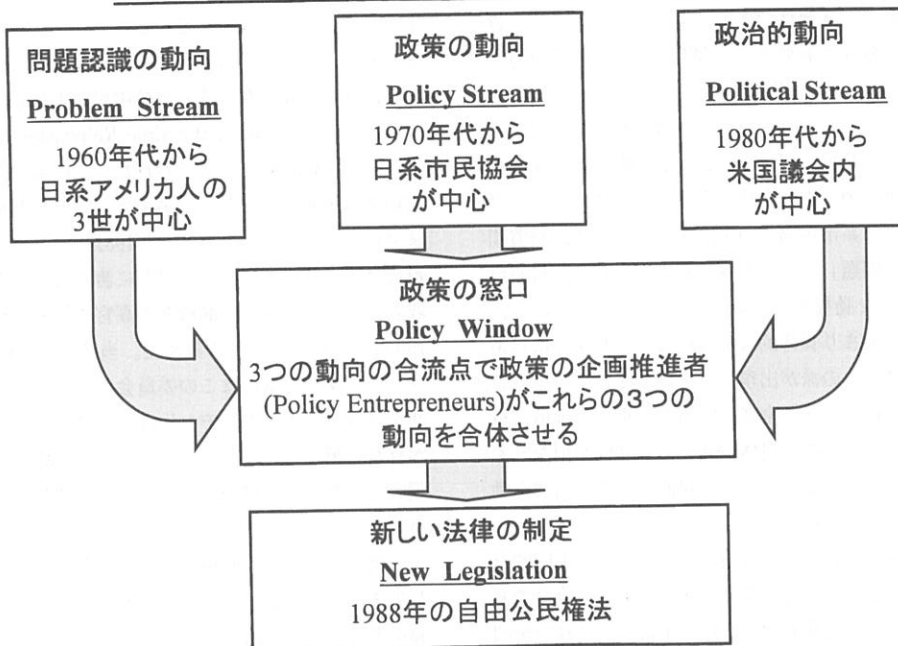 問題認識の動向
Problem Stream
1960年代から
日系アメリカ人の
3世が中心
政策の動向
Policy Stream
1970年代から
日系市民協会
が中心
政治的動向
Political Stream
1980年代から
米国議会内
が中心
政策の窓口
Policy Window
3つの動向の合流点で政策の企画推進者
(Policy Entrepreneurs)がこれらの３つの
動向を合体させる
新しい法律の制定
New Legislation
1988年の自由公民権法